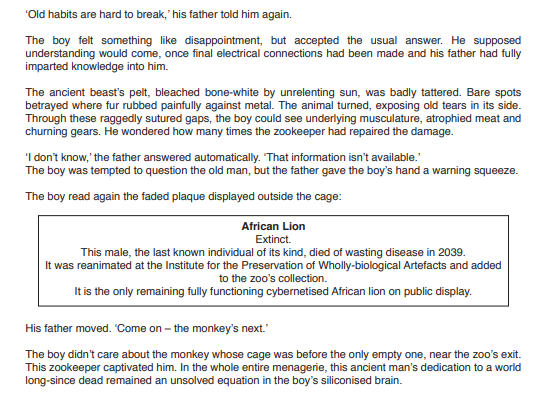 ‘Old habits are hard to break,’ his father told him again.
The boy felt something like disappointment, but accepted the usual answer. He supposed
understanding would come, once final electrical connections had been made and his father had fully
imparted knowledge into him.
The ancient beast’s pelt, bleached bone-white by unrelenting sun, was badly tattered. Bare spots
betrayed where fur rubbed painfully against metal. The animal turned, exposing old tears in its side.
Through these raggedly sutured gaps, the boy could see underlying musculature, atrophied meat and
churning gears. He wondered how many times the zookeeper had repaired the damage.
‘I don’t know,’ the father answered automatically. ‘That information isn’t available.’
The boy was tempted to question the old man, but the father gave the boy’s hand a warning squeeze.
The boy read again the faded plaque displayed outside the cage:
African Lion
Extinct.
This male, the last known individual of its kind, died of wasting disease in 2039.
It was reanimated at the Institute for the Preservation of Wholly-biological Artefacts and added
to the zoo’s collection.
It is the only remaining fully functioning cybernetised African lion on public display.
His father moved. ‘Come on – the monkey’s next.’
The boy didn’t care about the monkey whose cage was before the only empty one, near the zoo’s exit.
This zookeeper captivated him. In the whole entire menagerie, this ancient man’s dedication to a world
long-since dead remained an unsolved equation in the boy’s siliconised brain.